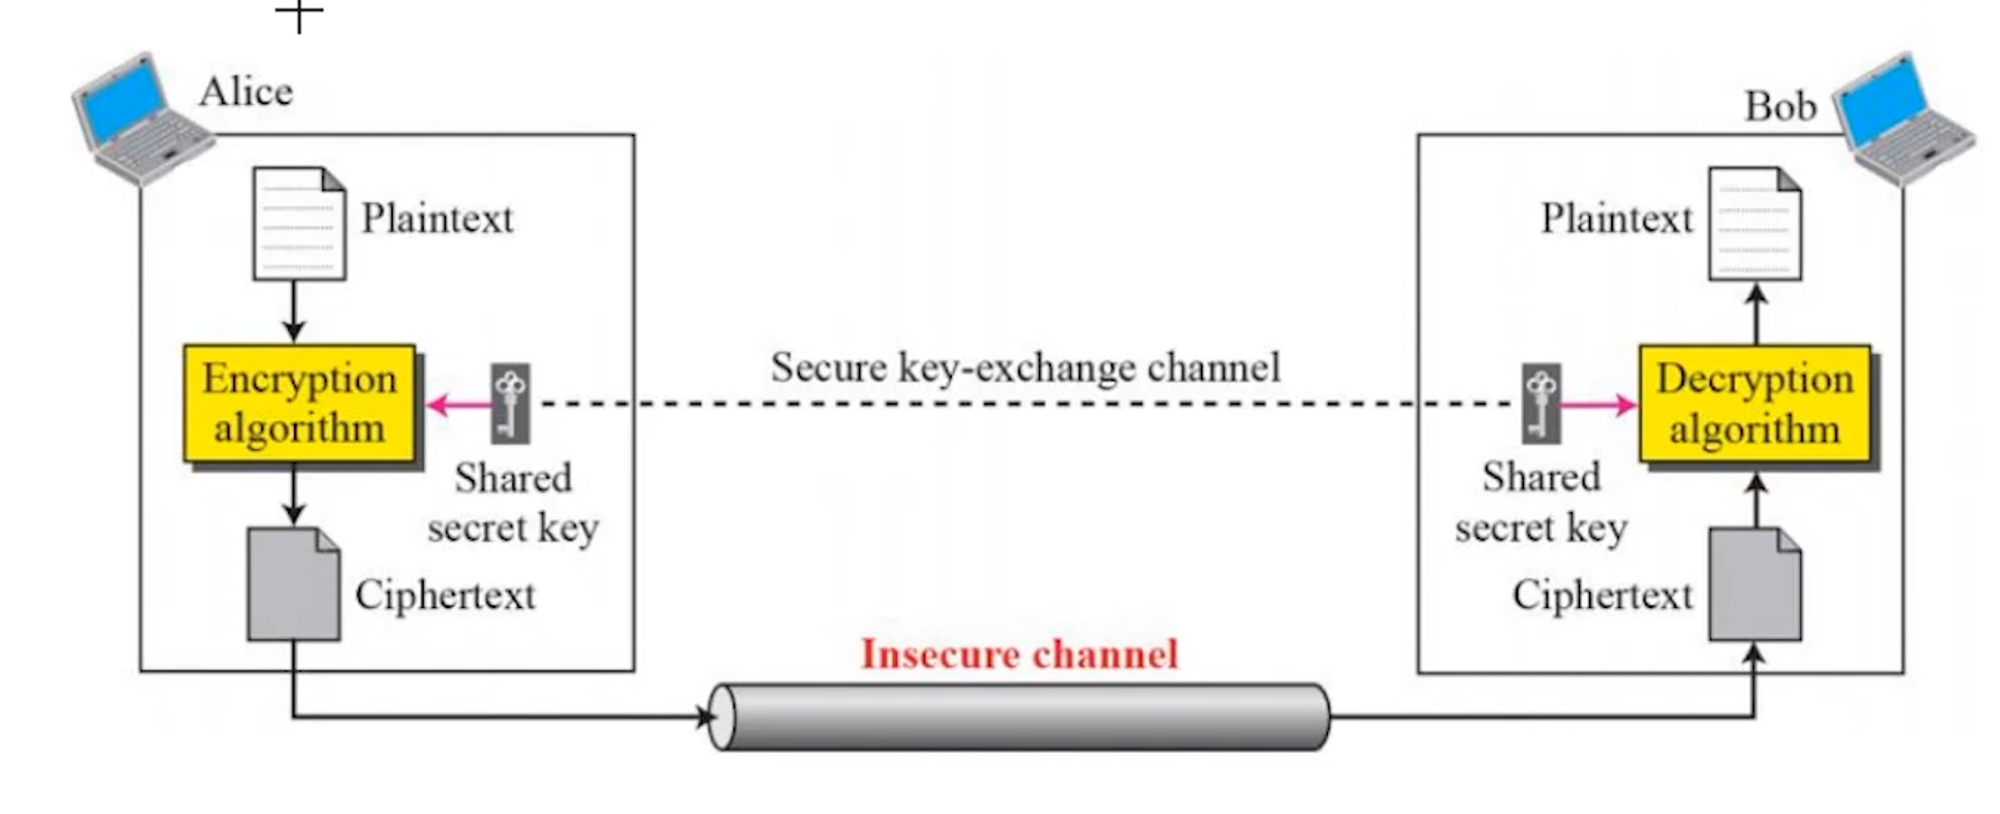 Alice
Bob
Plaintext
Plaintext
Encryption
algorithm
Secure key-exchange channel
Decryption
algorithm
Shared
secret key
Shared
secret key
Ciphertext
Ciphertext
Insecure channel